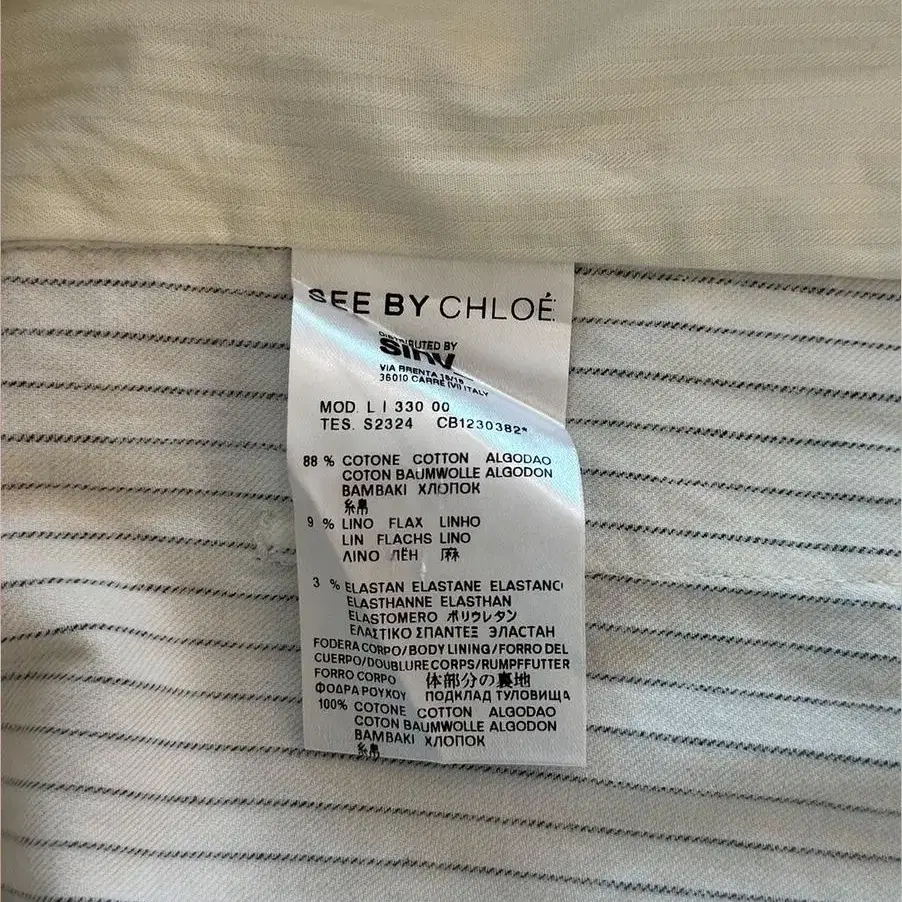 SEE BY CHLOÉ
DISTRIBUTED BY
sinv
VIA BRENTA
36010 CARRÉ (VI) ITALY
MOD. L I 330 00
TES. S2324 CB1230382*
88 % COTONE COTTON ALGODAO
COTON BAUMWOLLE ALGODON
BAMBAKI ХЛОПОК
綿
9 % LINO FLAX LINHO
LIN FLACHS LINO
ΛΙΝΟ ЛЁН 麻
3 % ELASTAN ELASTANE ELASTANO
ELASTHANNE ELASTHAN
ELASTOMERO ポリウレタン
ΕΛΑΣΤΙΚΟ ΣΠΑΝΤΕΞ ЭЛАСТАН
FODERA CORPO/BODY LINING/FORRO DEL
CUERPO/DOUBLURE CORPS/RUMPFFUTTER
FORRO CORPO 体部分の裏地
ΦΟΔΡΑ ΡΟΥΧΟΥ ПОДКЛАД ТУЛОВИЩА
100% COTONE COTTON ALGODAO
COTON BAUMWOLLE ALGODON
BAMBAKI ХЛОПОК
綿